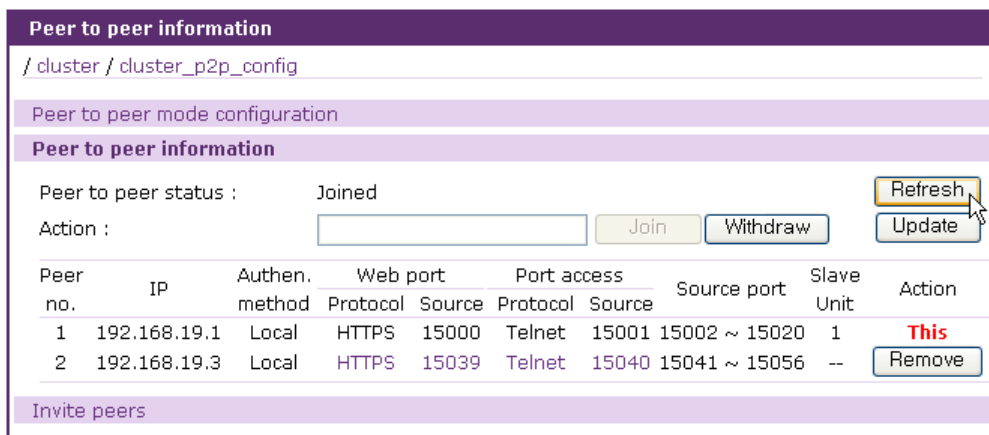 Peer to peer information
/ cluster / cluster_p2p_config
Peer to peer mode configuration
Peer to peer information
Peer to peer status : Joined Refresh
Action : Join Withdraw Update
Peer no. IP Authen. method Web port Protocol Source Port access Protocol Source Source port Slave Unit Action
1 192.168.19.1 Local HTTPS 15000 Telnet 15001 15002 ~ 15020 1 This
2 192.168.19.3 Local HTTPS 15039 Telnet 15040 15041 ~ 15056 -- Remove
Invite peers